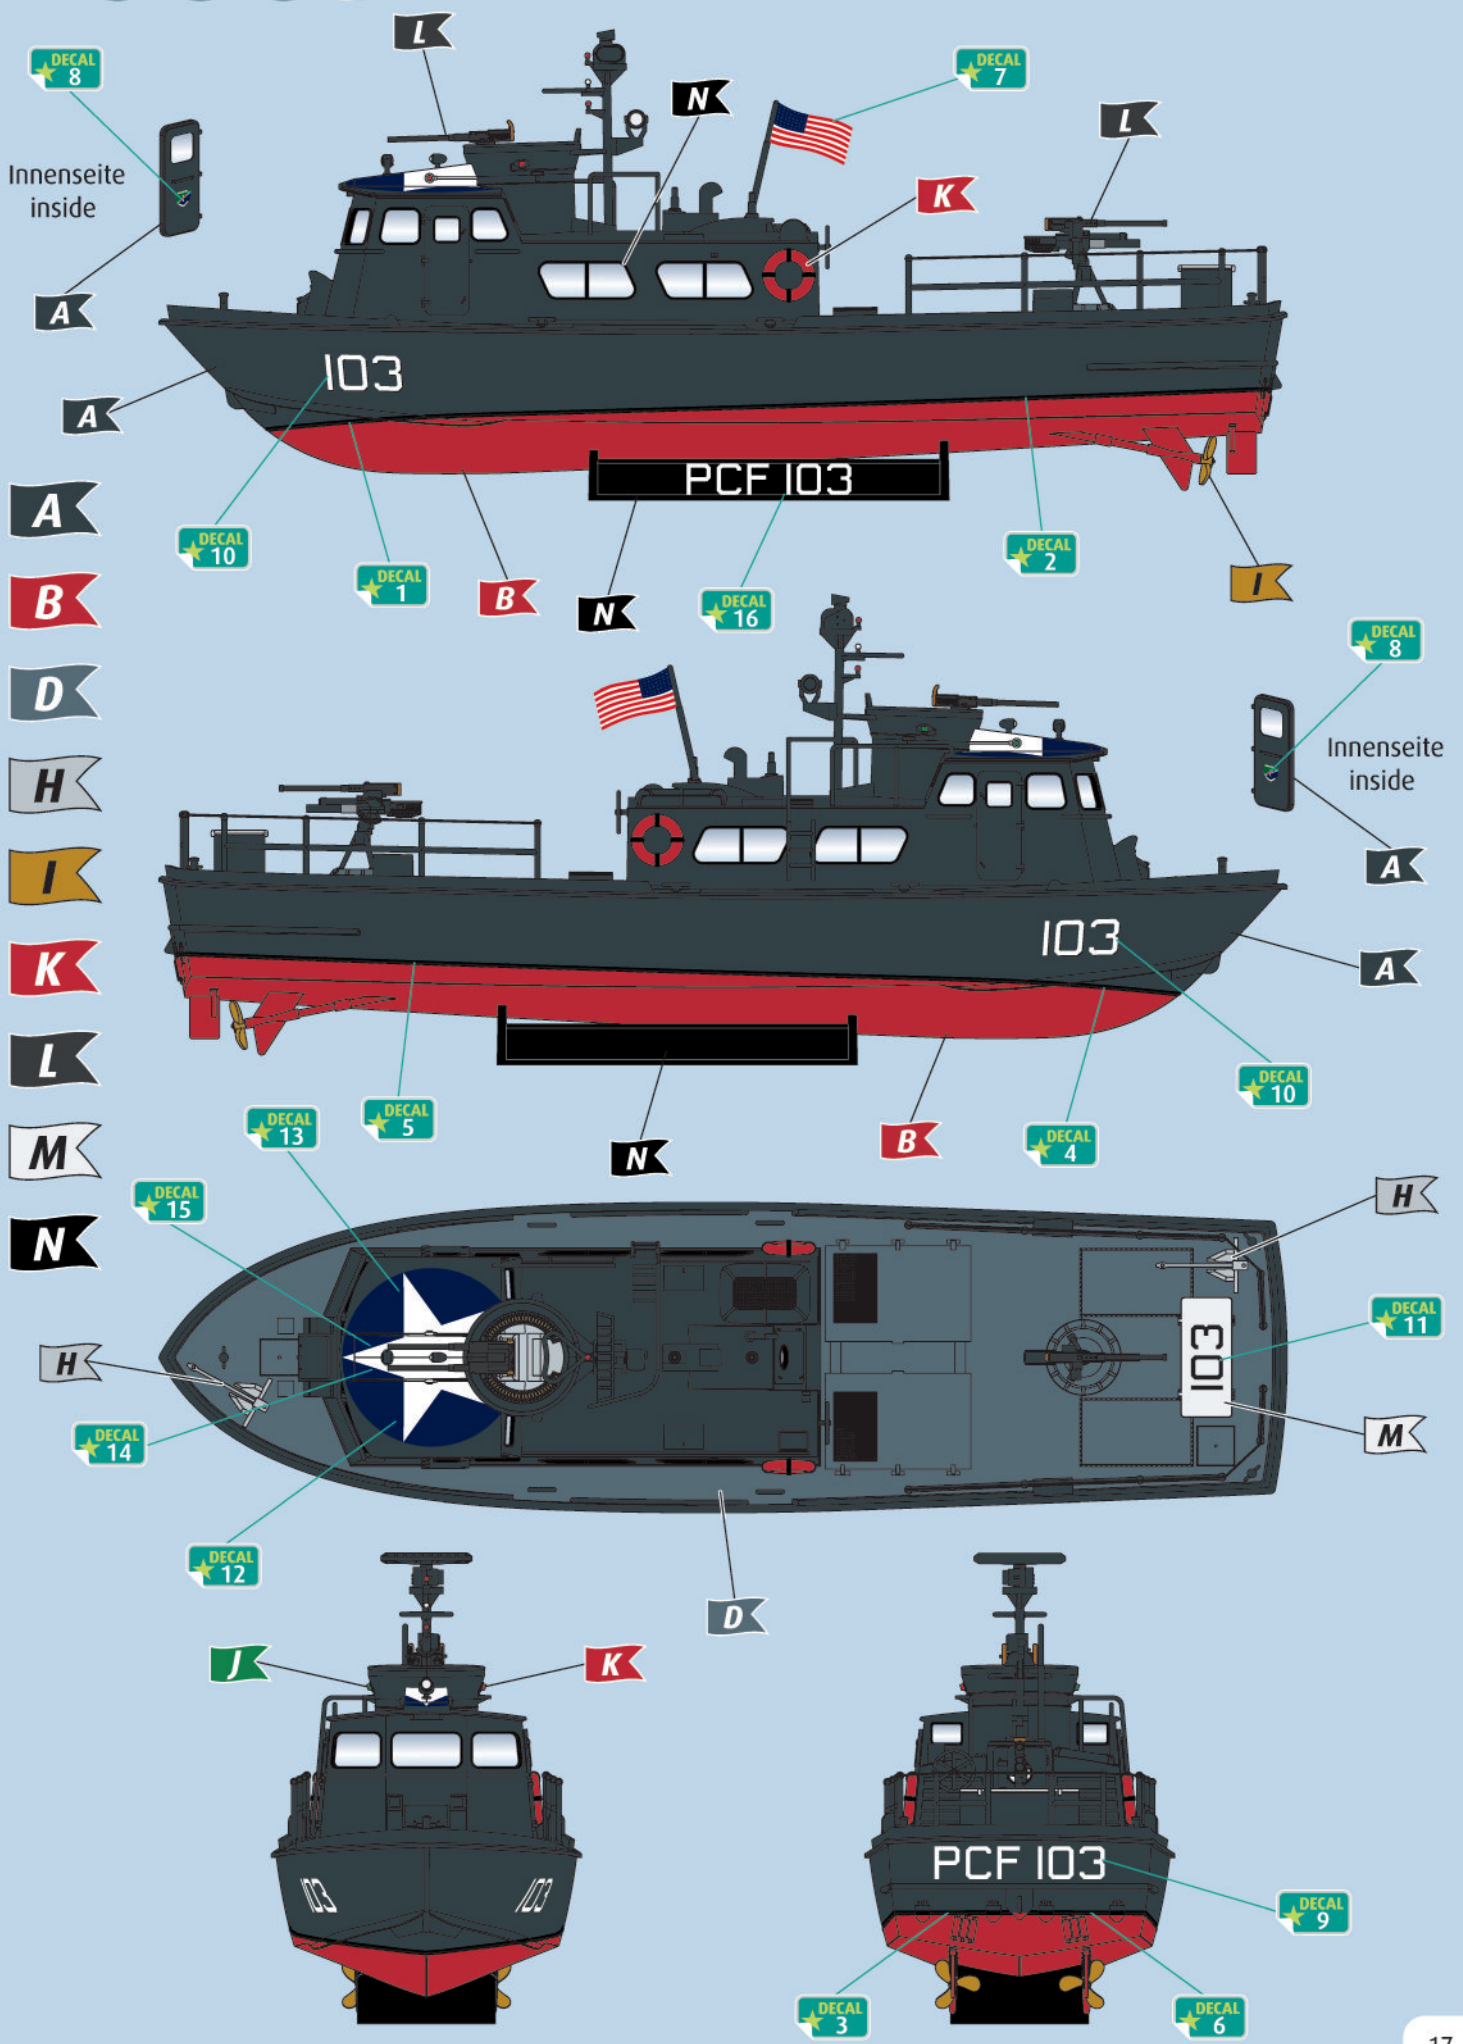 L
DECAL
8
DECAL
7
N
L
Innenseite
inside
K
A
103
A
PCF 103
A
DECAL
10
DECAL
1
B
N
DECAL
16
DECAL
2
I
B
DECAL
8
D
Innenseite
inside
H
A
I
103
K
A
L
DECAL
10
DECAL
13
DECAL
5
N
B
DECAL
4
M
DECAL
15
H
N
DECAL
11
103
H
DECAL
14
M
DECAL
12
D
J
K
103
103
PCF 103
DECAL
9
DECAL
3
DECAL
6
17